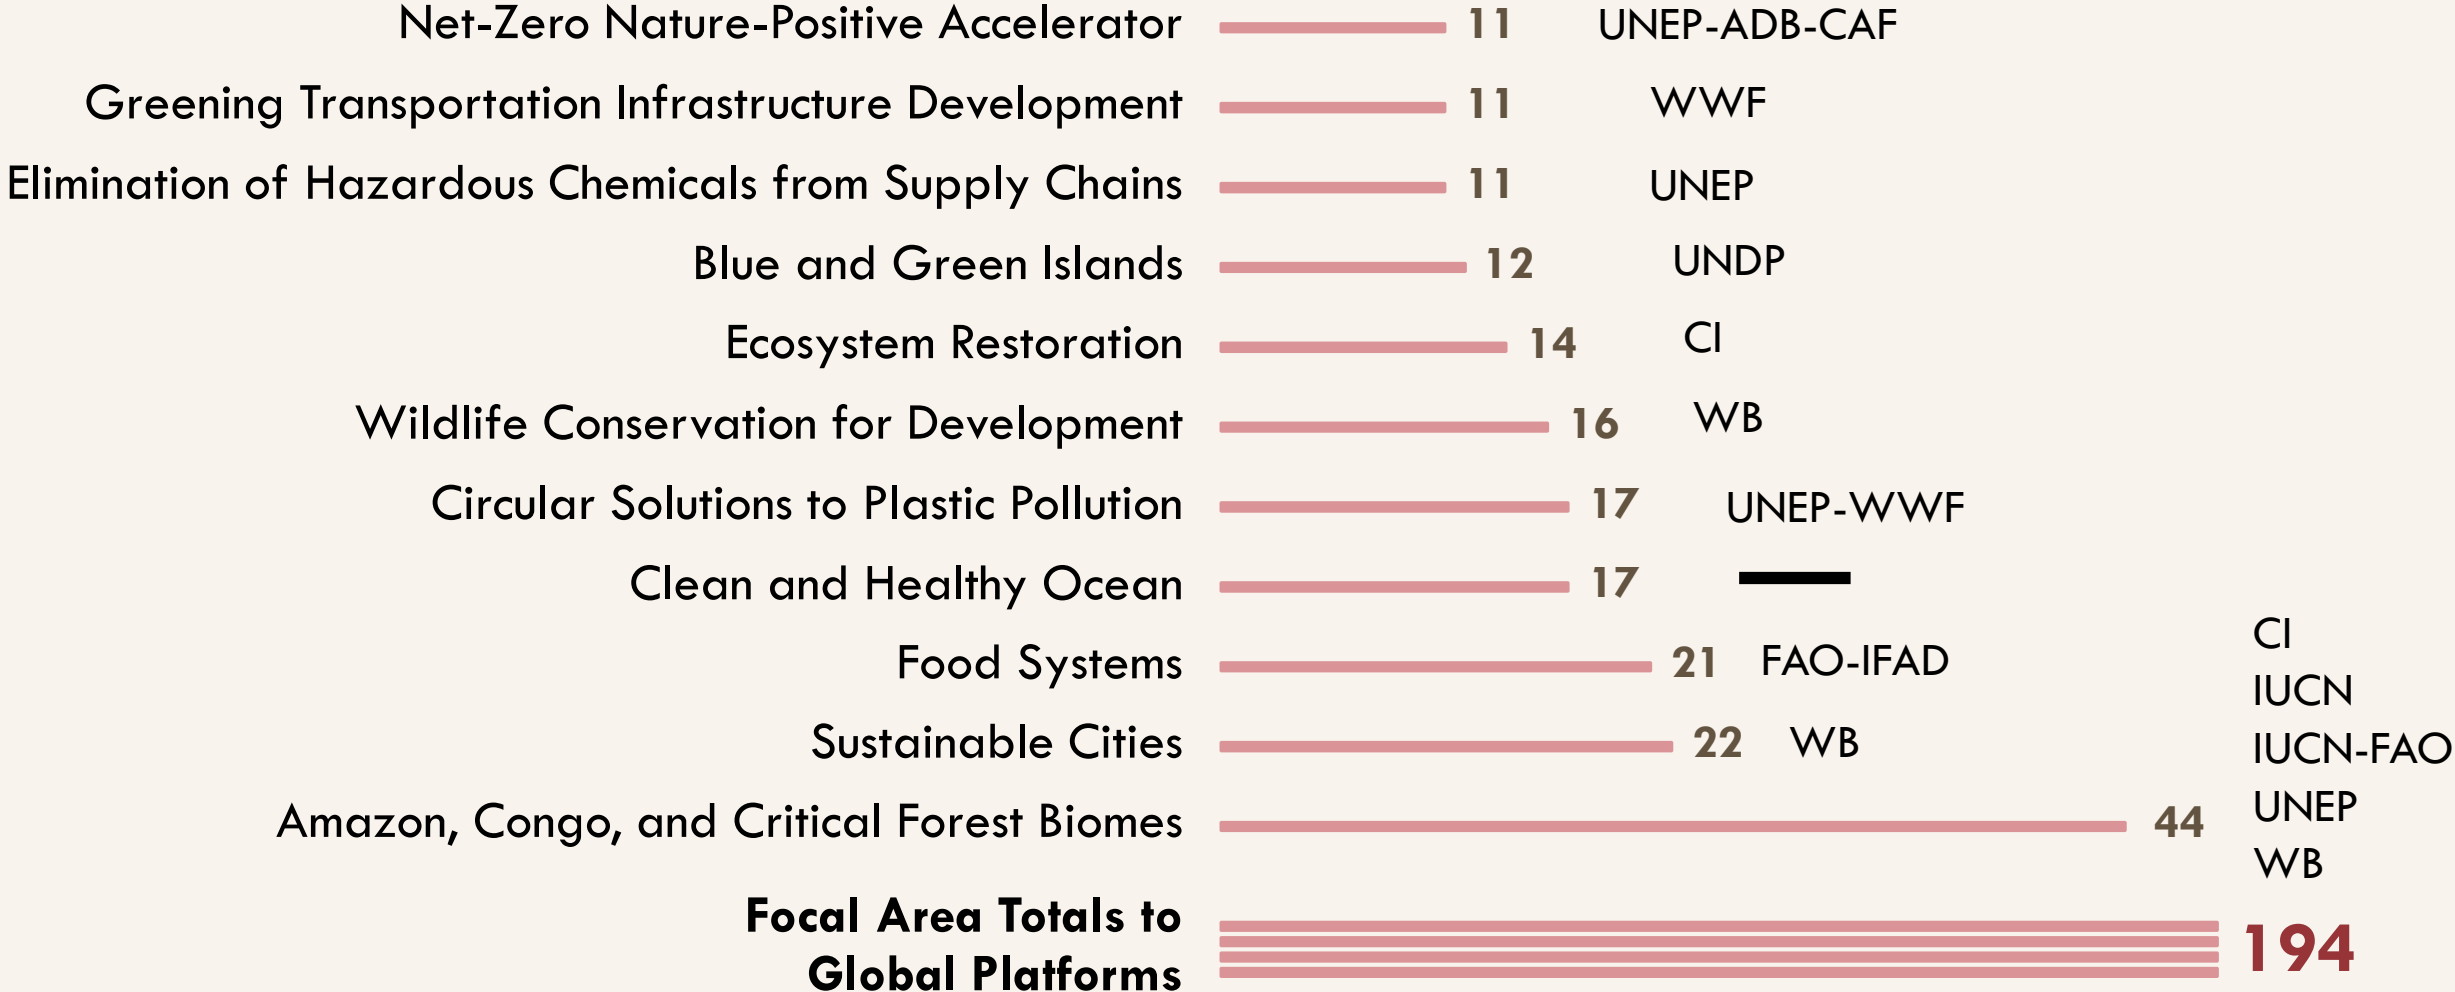 Net-Zero Nature-Positive Accelerator 11 UNEP-ADB-CAF
Greening Transportation Infrastructure Development 11 WWF
Elimination of Hazardous Chemicals from Supply Chains 11 UNEP
Blue and Green Islands 12 UNDP
Ecosystem Restoration 14 CI
Wildlife Conservation for Development 16 WB
Circular Solutions to Plastic Pollution 17 UNEP-WWF
Clean and Healthy Ocean 17
Food Systems 21 FAO-IFAD
Sustainable Cities 22 WB
Amazon, Congo, and Critical Forest Biomes 44
CI
IUCN
IUCN-FAO
UNEP
WB
Focal Area Totals to
Global Platforms
194